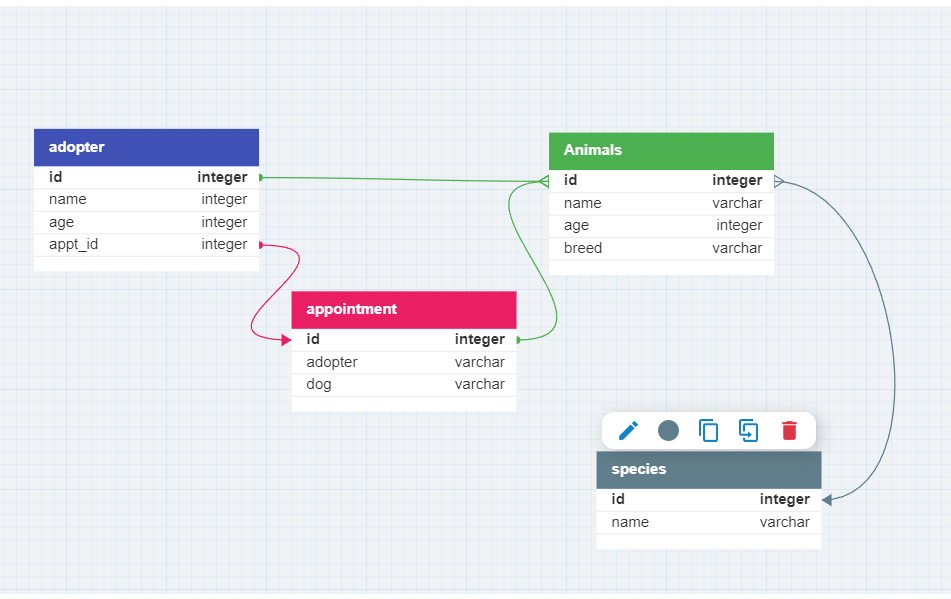 adopter
id integer
name integer
age integer
appt_id integer
Animals
id integer
name varchar
age integer
breed varchar
appointment
id integer
adopter varchar
dog varchar
species
id integer
name varchar